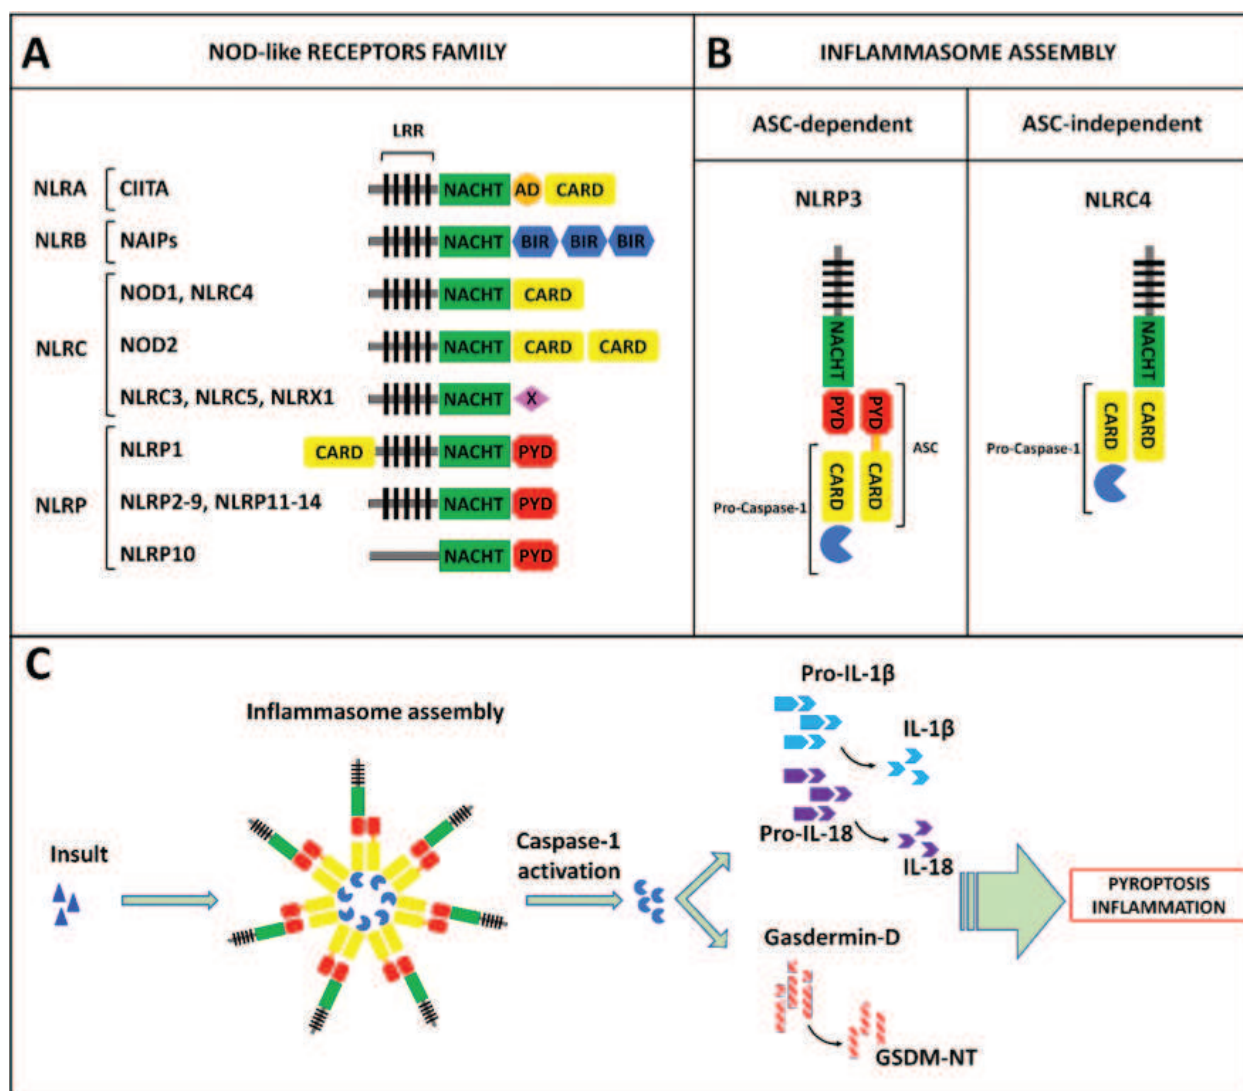 A
NOD-like RECEPTORS FAMILY
LRR
NLRA CIITA NACHT AD CARD
NLRB NAIPs NACHT BIR BIR BIR
NOD1, NLRC4 NACHT CARD
NLRC NOD2 NACHT CARD CARD
NLRC3, NLRC5, NLRX1 NACHT X
NLRP1 CARD NACHT PYD
NLRP NLRP2-9, NLRP11-14 NACHT PYD
NLRP10 NACHT PYD
B
INFLAMMASOME ASSEMBLY
ASC-dependent
NLRP3
NACHT
PYD PYD
ASC
CARD CARD
Pro-Caspase-1
ASC-independent
NLRC4
NACHT
CARD CARD
Pro-Caspase-1
C
Insult
Inflammasome assembly
Caspase-1
activation
Pro-IL-1β
IL-1β
Pro-IL-18
IL-18
Gasdermin-D
GSDM-NT
PYROPTOSIS
INFLAMMATION